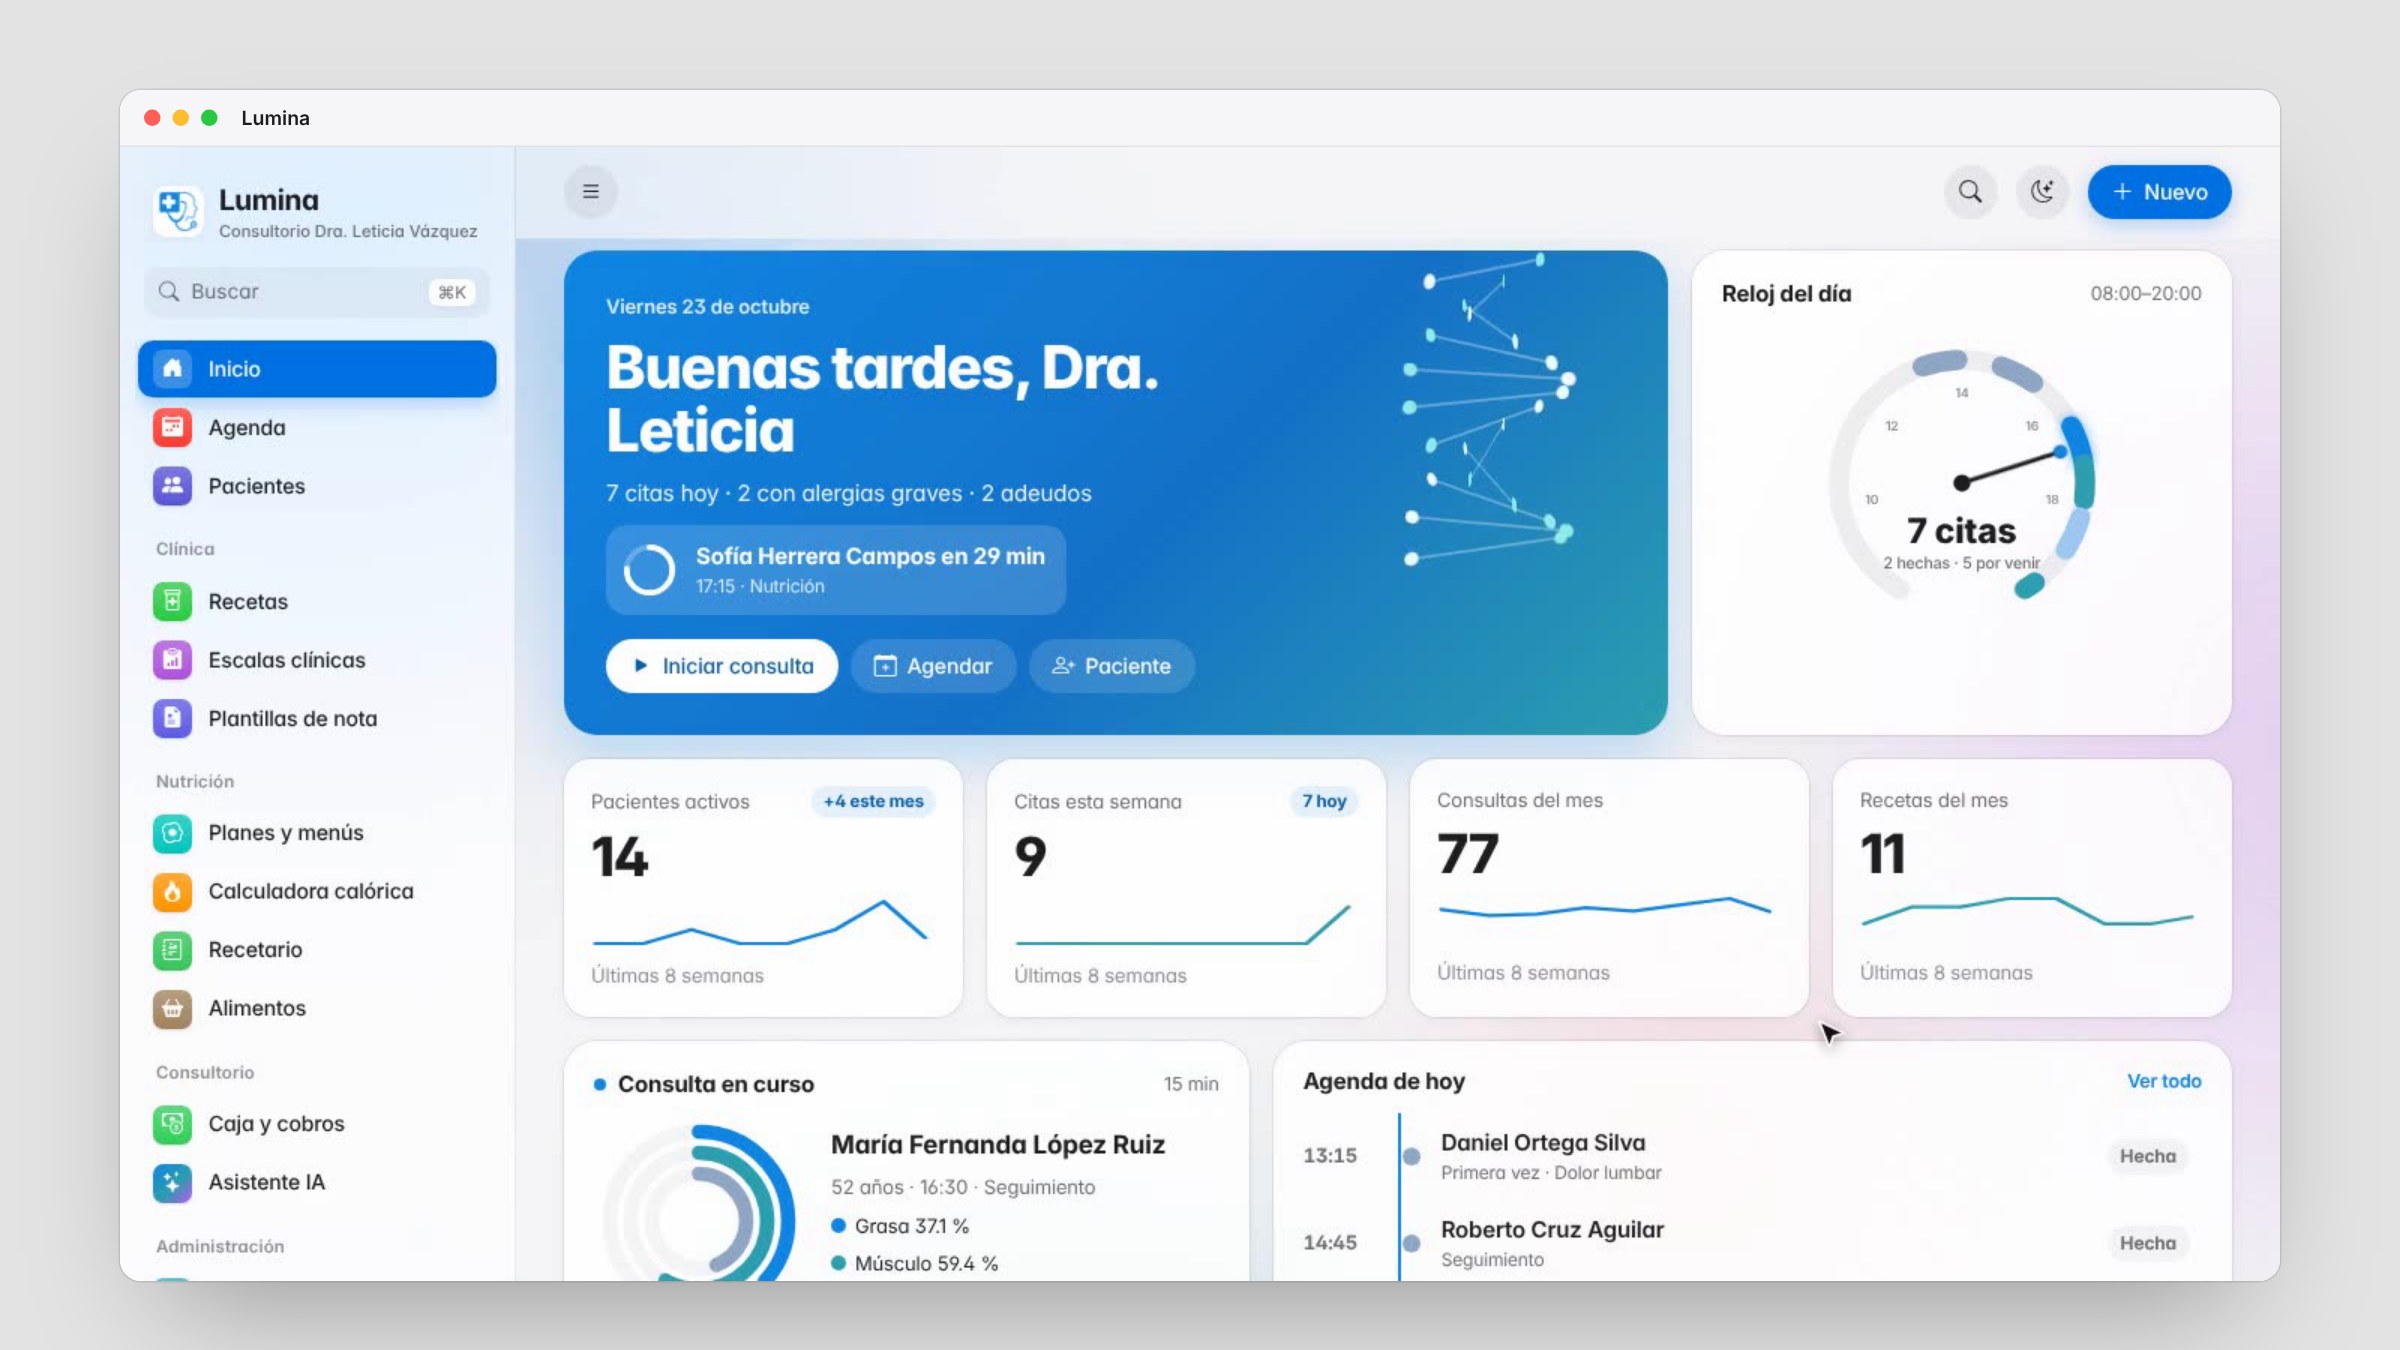 Lumina
Lumina
Consultorio Dra. Leticia Vázquez
Buscar ⌘K
Inicio
Agenda
Pacientes
Clínica
Recetas
Escalas clínicas
Plantillas de nota
Nutrición
Planes y menús
Calculadora calórica
Recetario
Alimentos
Consultorio
Caja y cobros
Asistente IA
Administración
+ Nuevo
Viernes 23 de octubre
Buenas tardes, Dra.
Leticia
7 citas hoy · 2 con alergias graves · 2 adeudos
Sofía Herrera Campos en 29 min
17:15 · Nutrición
Iniciar consulta
Agendar
Paciente
Reloj del día 08:00–20:00
14
12 16
10 18
7 citas
2 hechas · 5 por venir
Pacientes activos +4 este mes
14
Últimas 8 semanas
Citas esta semana 7 hoy
9
Últimas 8 semanas
Consultas del mes
77
Últimas 8 semanas
Recetas del mes
11
Últimas 8 semanas
Consulta en curso 15 min
María Fernanda López Ruiz
52 años · 16:30 · Seguimiento
Grasa 37.1 %
Músculo 59.4 %
Agenda de hoy Ver todo
13:15 Daniel Ortega Silva Hecha
Primera vez · Dolor lumbar
14:45 Roberto Cruz Aguilar Hecha
Seguimiento